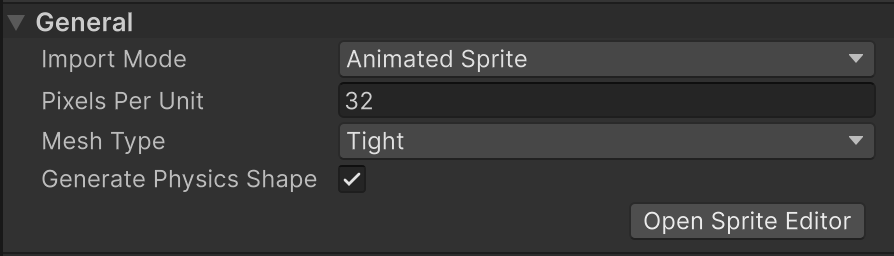 General
Import Mode Animated Sprite
Pixels Per Unit 32
Mesh Type Tight
Generate Physics Shape
Open Sprite Editor